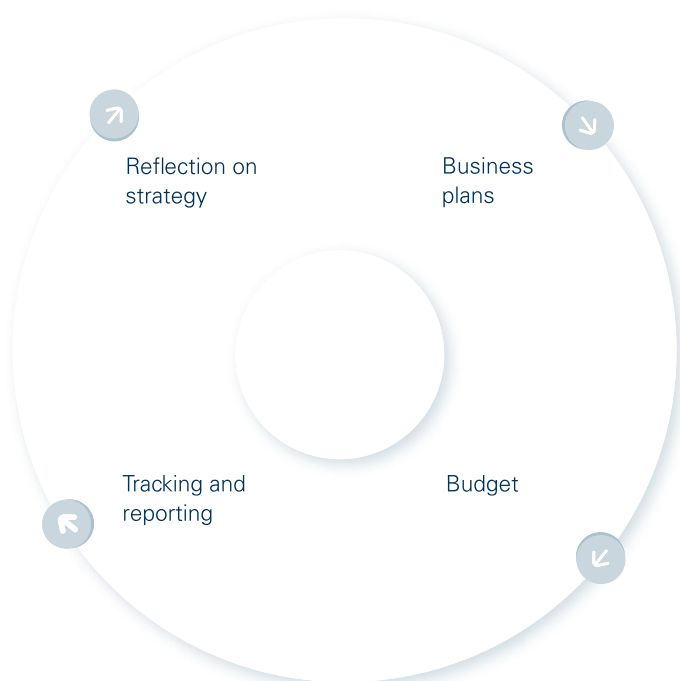 Reflection on
strategy
Business
plans
Tracking and
reporting
Budget